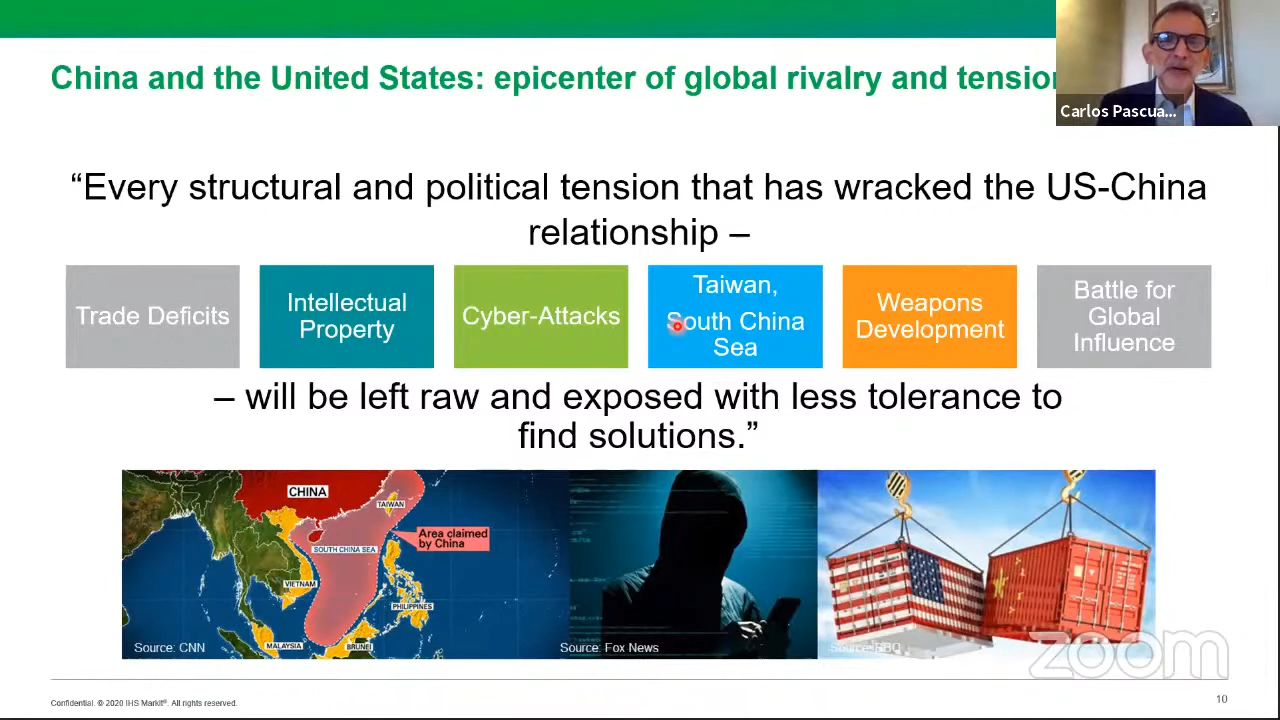 China and the United States: epicenter of global rivalry and tension
Carlos Pascua...
“Every structural and political tension that has wracked the US-China
relationship –
Trade Deficits
Intellectual
Property
Cyber-Attacks
Taiwan,
South China
Sea
Weapons
Development
Battle for
Global
Influence
– will be left raw and exposed with less tolerance to
find solutions.”
CHINA
TAIWAN
Area claimed
by China
SOUTH CHINA SEA
VIETNAM
PHILIPPINES
MALAYSIA
BRUNEI
Source: CNN
Source: Fox News
zoom
Confidential. © 2020 IHS Markit®. All rights reserved.
10